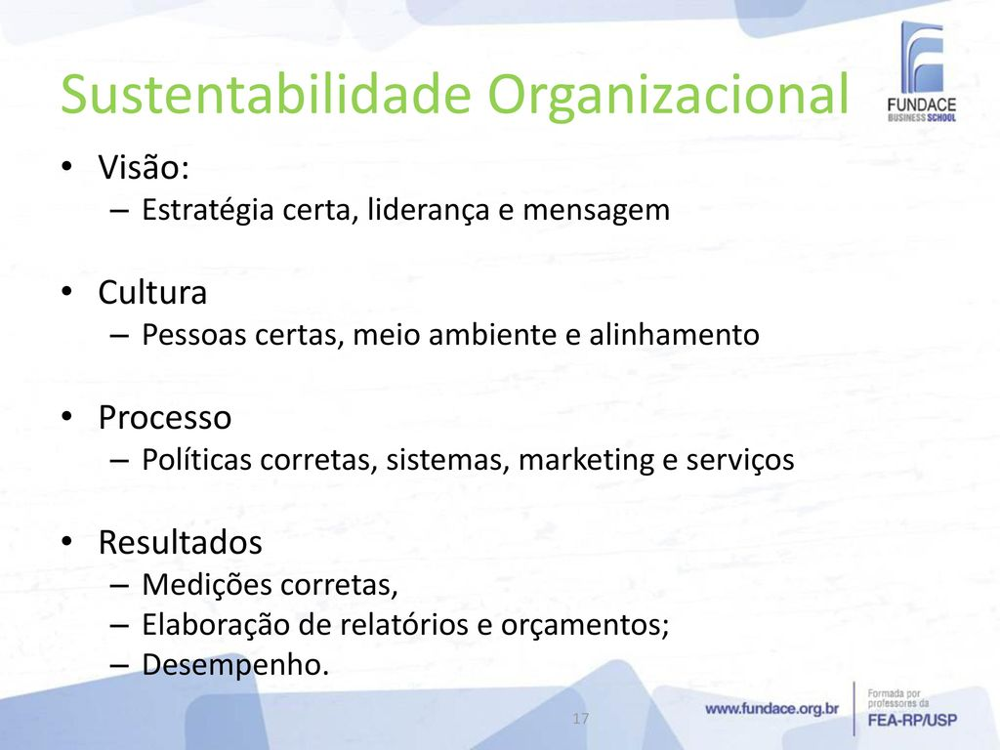 Sustentabilidade Organizacional
FUNDACE
BUSINESS SCHOOL
• Visão:
– Estratégia certa, liderança e mensagem
• Cultura
– Pessoas certas, meio ambiente e alinhamento
• Processo
– Políticas corretas, sistemas, marketing e serviços
• Resultados
– Medições corretas,
– Elaboração de relatórios e orçamentos;
– Desempenho.
17
www.fundace.org.br
Formada por
professores da
FEA-RP/USP